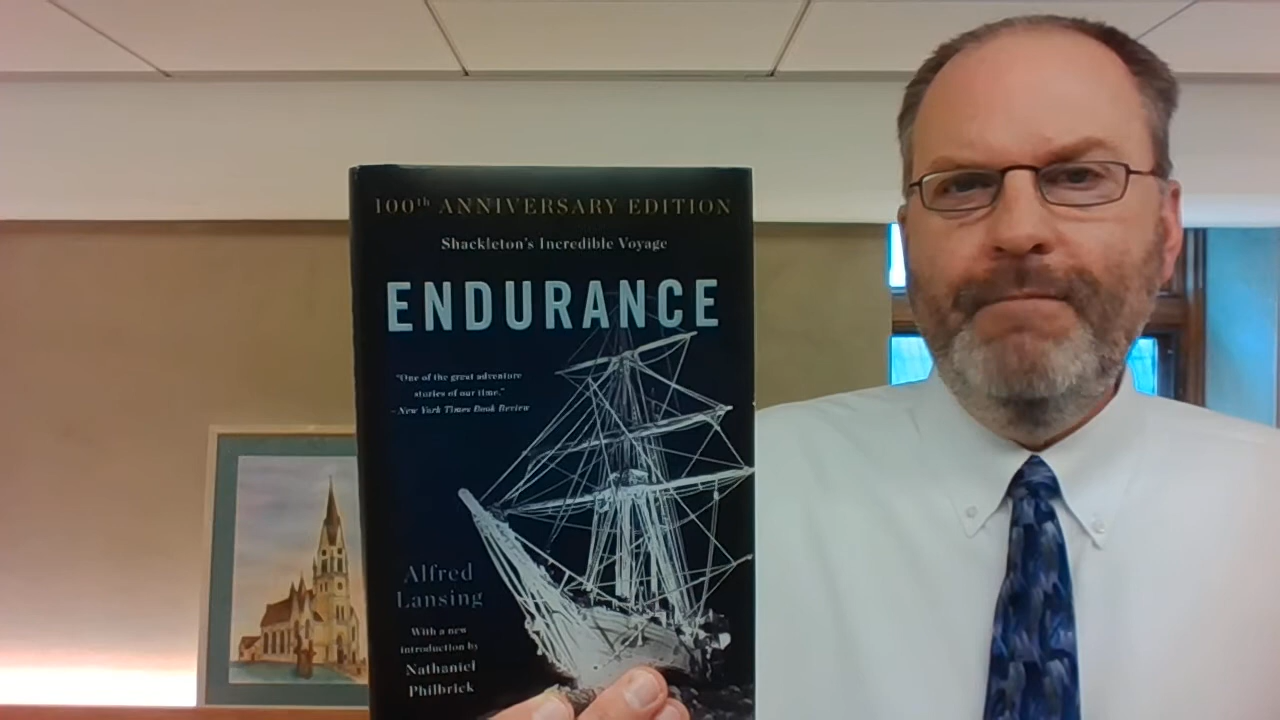 100th ANNIVERSARY EDITION
Shackleton's Incredible Voyage
ENDURANCE
"One of the great adventure
stories of our time."
–New York Times Book Review
Alfred
Lansing
With a new
introduction by
Nathaniel
Philbrick